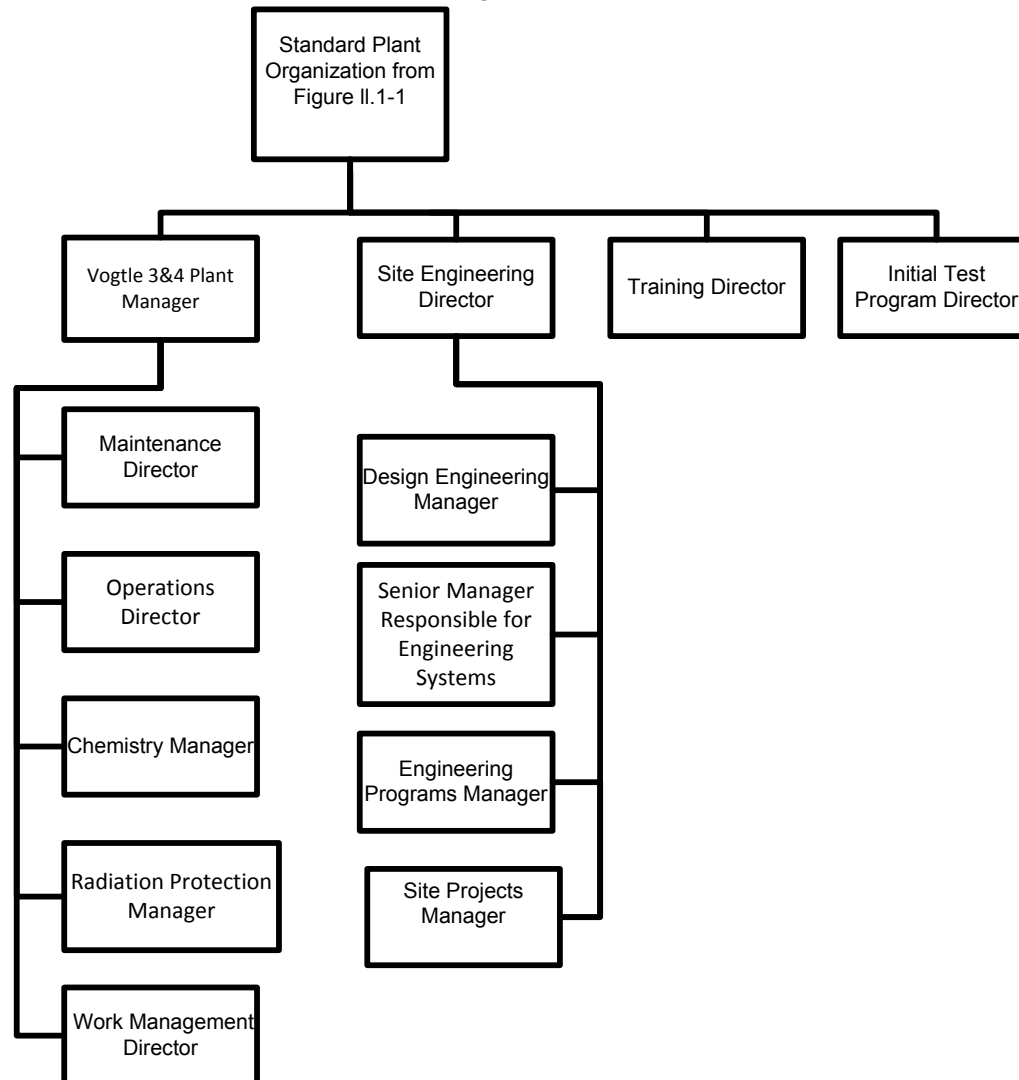 Standard Plant
Organization from
Figure II.1-1
Vogtle 3&4 Plant
Manager
Site Engineering
Director
Training Director
Initial Test
Program Director
Maintenance
Director
Operations
Director
Chemistry Manager
Radiation Protection
Manager
Work Management
Director
Design Engineering
Manager
Senior Manager
Responsible for
Engineering
Systems
Engineering
Programs Manager
Site Projects
Manager